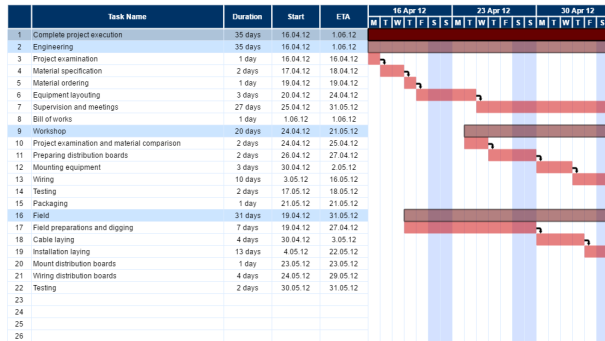 16 Apr 12 23 Apr 12 30 Apr 12
Task Name Duration Start ETA M T W T F S S M T W T F S S M T W T F S
1 Complete project execution 35 days 16.04.12 1.06.12
2 Engineering 35 days 16.04.12 1.06.12
3 Project examination 1 day 16.04.12 16.04.12
4 Material specification 2 days 17.04.12 18.04.12
5 Material ordering 1 day 19.04.12 19.04.12
6 Equipment layouting 3 days 20.04.12 24.04.12
7 Supervision and meetings 27 days 25.04.12 31.05.12
8 Bill of works 1 day 1.06.12 1.06.12
9 Workshop 20 days 24.04.12 21.05.12
10 Project examination and material comparison 2 days 24.04.12 25.04.12
11 Preparing distribution boards 2 days 26.04.12 27.04.12
12 Mounting equipment 3 days 30.04.12 2.05.12
13 Wiring 10 days 3.05.12 16.05.12
14 Testing 2 days 17.05.12 18.05.12
15 Packaging 1 day 21.05.12 21.05.12
16 Field 31 days 19.04.12 31.05.12
17 Field preparations and digging 7 days 19.04.12 27.04.12
18 Cable laying 4 days 30.04.12 3.05.12
19 Installation laying 13 days 4.05.12 22.05.12
20 Mount distribution boards 1 day 23.05.12 23.05.12
21 Wiring distribution boards 4 days 24.05.12 29.05.12
22 Testing 2 days 30.05.12 31.05.12
23
24
25
26